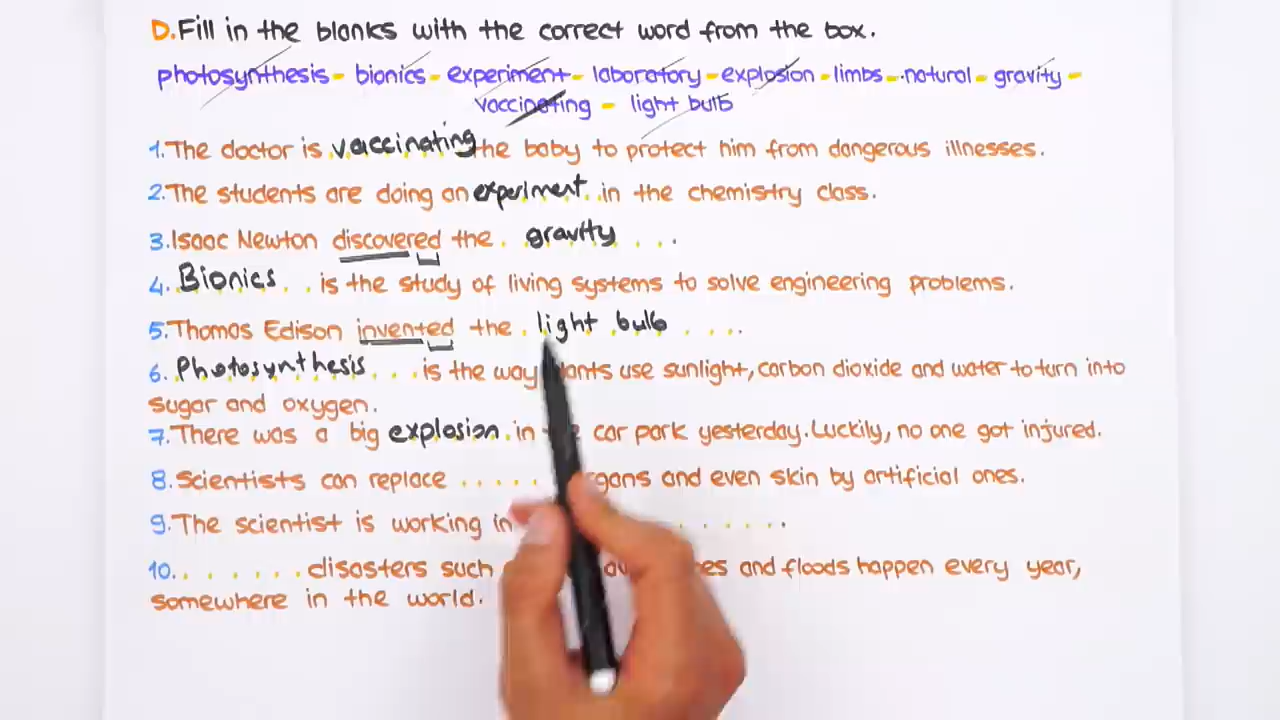 D.Fill in the blanks with the correct word from the box.
photosynthesis - bionics - experiment - laboratory - explosion - limbs - natural - gravity -
vaccinating - light bulb
1.The doctor is vaccinating the baby to protect him from dangerous illnesses.
2.The students are doing an experiment in the chemistry class.
3.Isaac Newton discovered the . gravity . . .
4.Bionics . . is the study of living systems to solve engineering problems.
5.Thomas Edison invented the . light bulb . . . .
6.Photosynthesis . . . is the way use sunlight, carbon dioxide and water to turn into
sugar and oxygen.
7.There was a big explosion . in car park yesterday. Luckily, no one got injured.
8.Scientists can replace . . . . . and even skin by artificial ones.
9.The scientist is working in . . . . . .
10. . . . . . . disasters such and floods happen every year,
somewhere in the world.